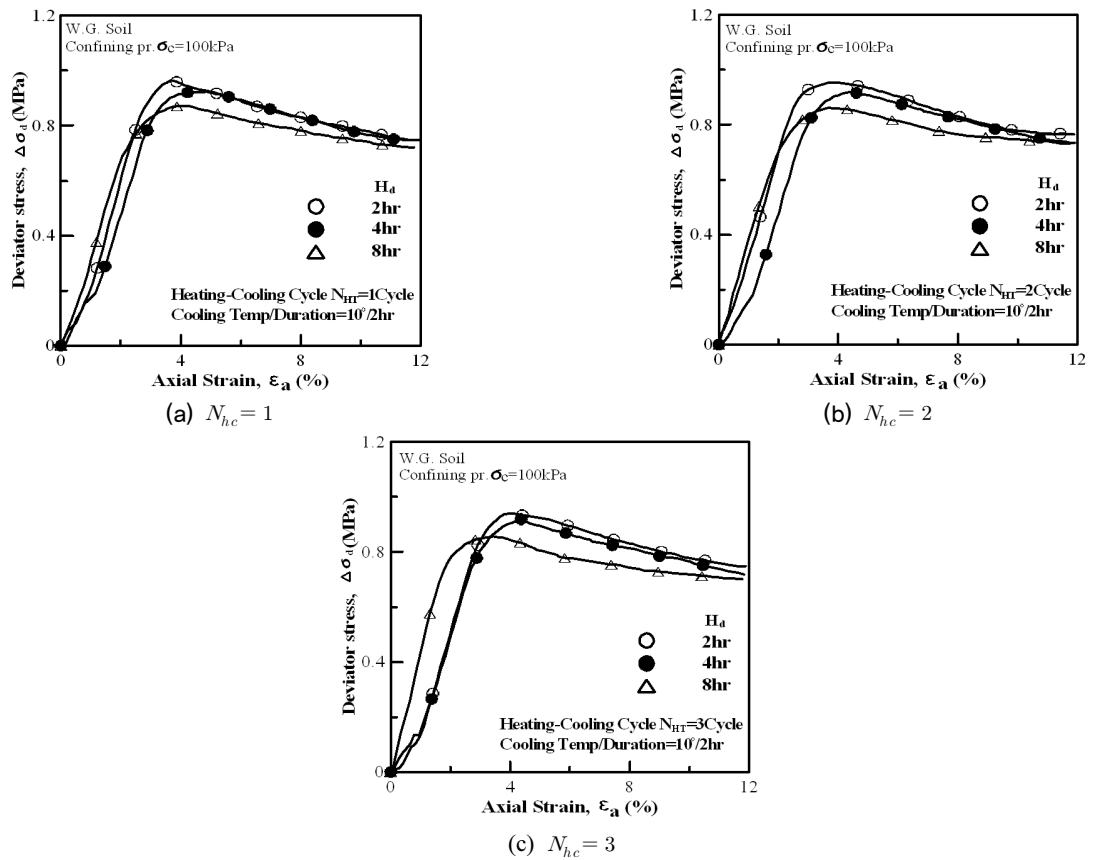 1.2
0.8
0.4
0
Deviator stress, Δσd (MPa)
W.G. Soil
Confining pr. σc=100kPa
Hd
2hr
4hr
8hr
Heating-Cooling Cycle NHT=1Cycle
Cooling Temp/Duration=10°/2hr
0 4 8 12
Axial Strain, εa (%)
(a) Nhc = 1
1.2
0.8
0.4
0
Deviator stress, Δσd (MPa)
W.G. Soil
Confining pr. σc=100kPa
Hd
2hr
4hr
8hr
Heating-Cooling Cycle NHT=2Cycle
Cooling Temp/Duration=10°/2hr
0 4 8 12
Axial Strain, εa (%)
(b) Nhc = 2
1.2
0.8
0.4
0
Deviator stress, Δσd (MPa)
W.G. Soil
Confining pr. σc=100kPa
Hd
2hr
4hr
8hr
Heating-Cooling Cycle NHT=3Cycle
Cooling Temp/Duration=10°/2hr
0 4 8 12
Axial Strain, εa (%)
(c) Nhc = 3